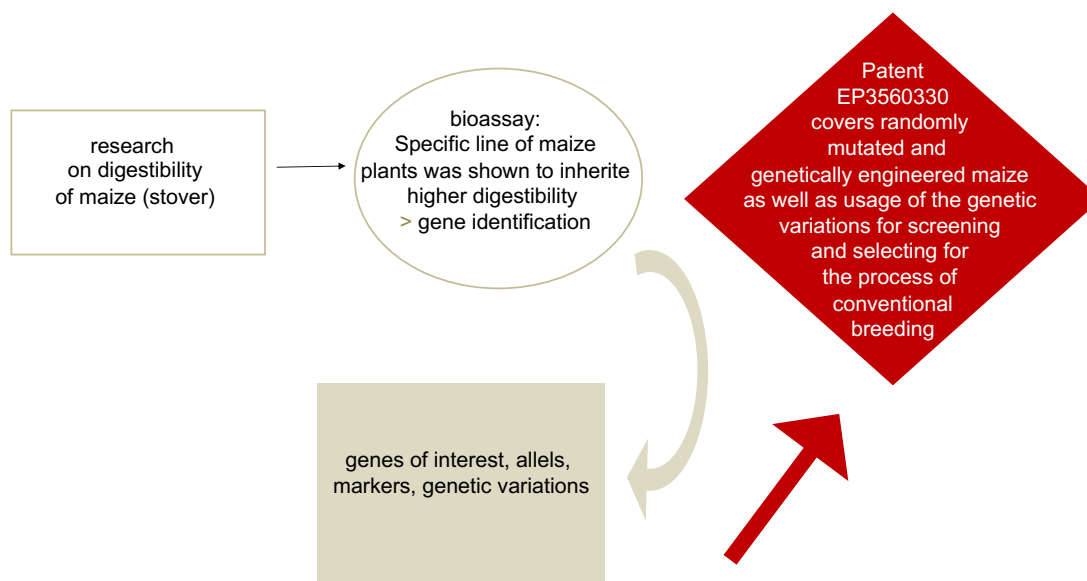 research
on digestibility
of maize (stover)
bioassay:
Specific line of maize
plants was shown to inherite
higher digestibility
> gene identification
Patent
EP3560330
covers randomly
mutated and
genetically engineered maize
as well as usage of the genetic
variations for screening
and selecting for
the process of
conventional
breeding
genes of interest, allels,
markers, genetic variations